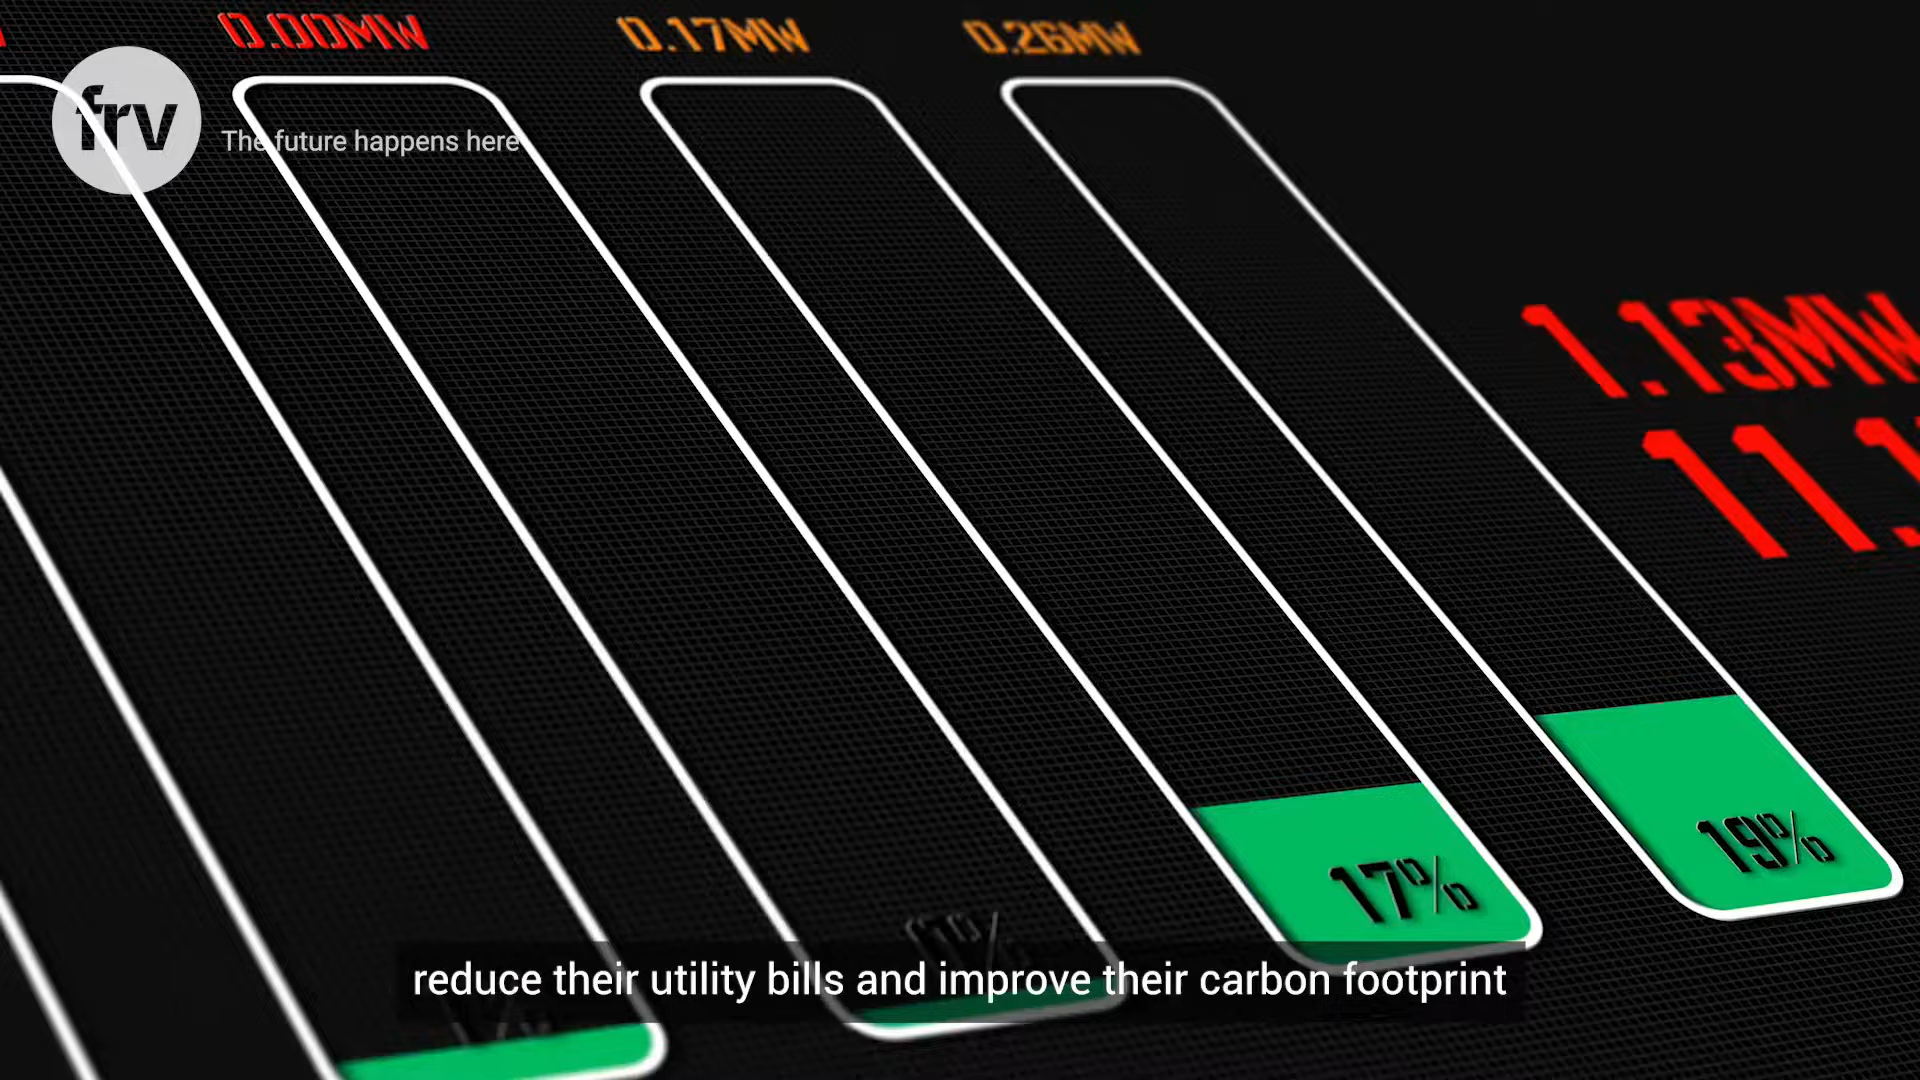 0.00MW
0.17MW
0.26MW
frv
The future happens here
1.13MW
17%
19%
reduce their utility bills and improve their carbon footprint